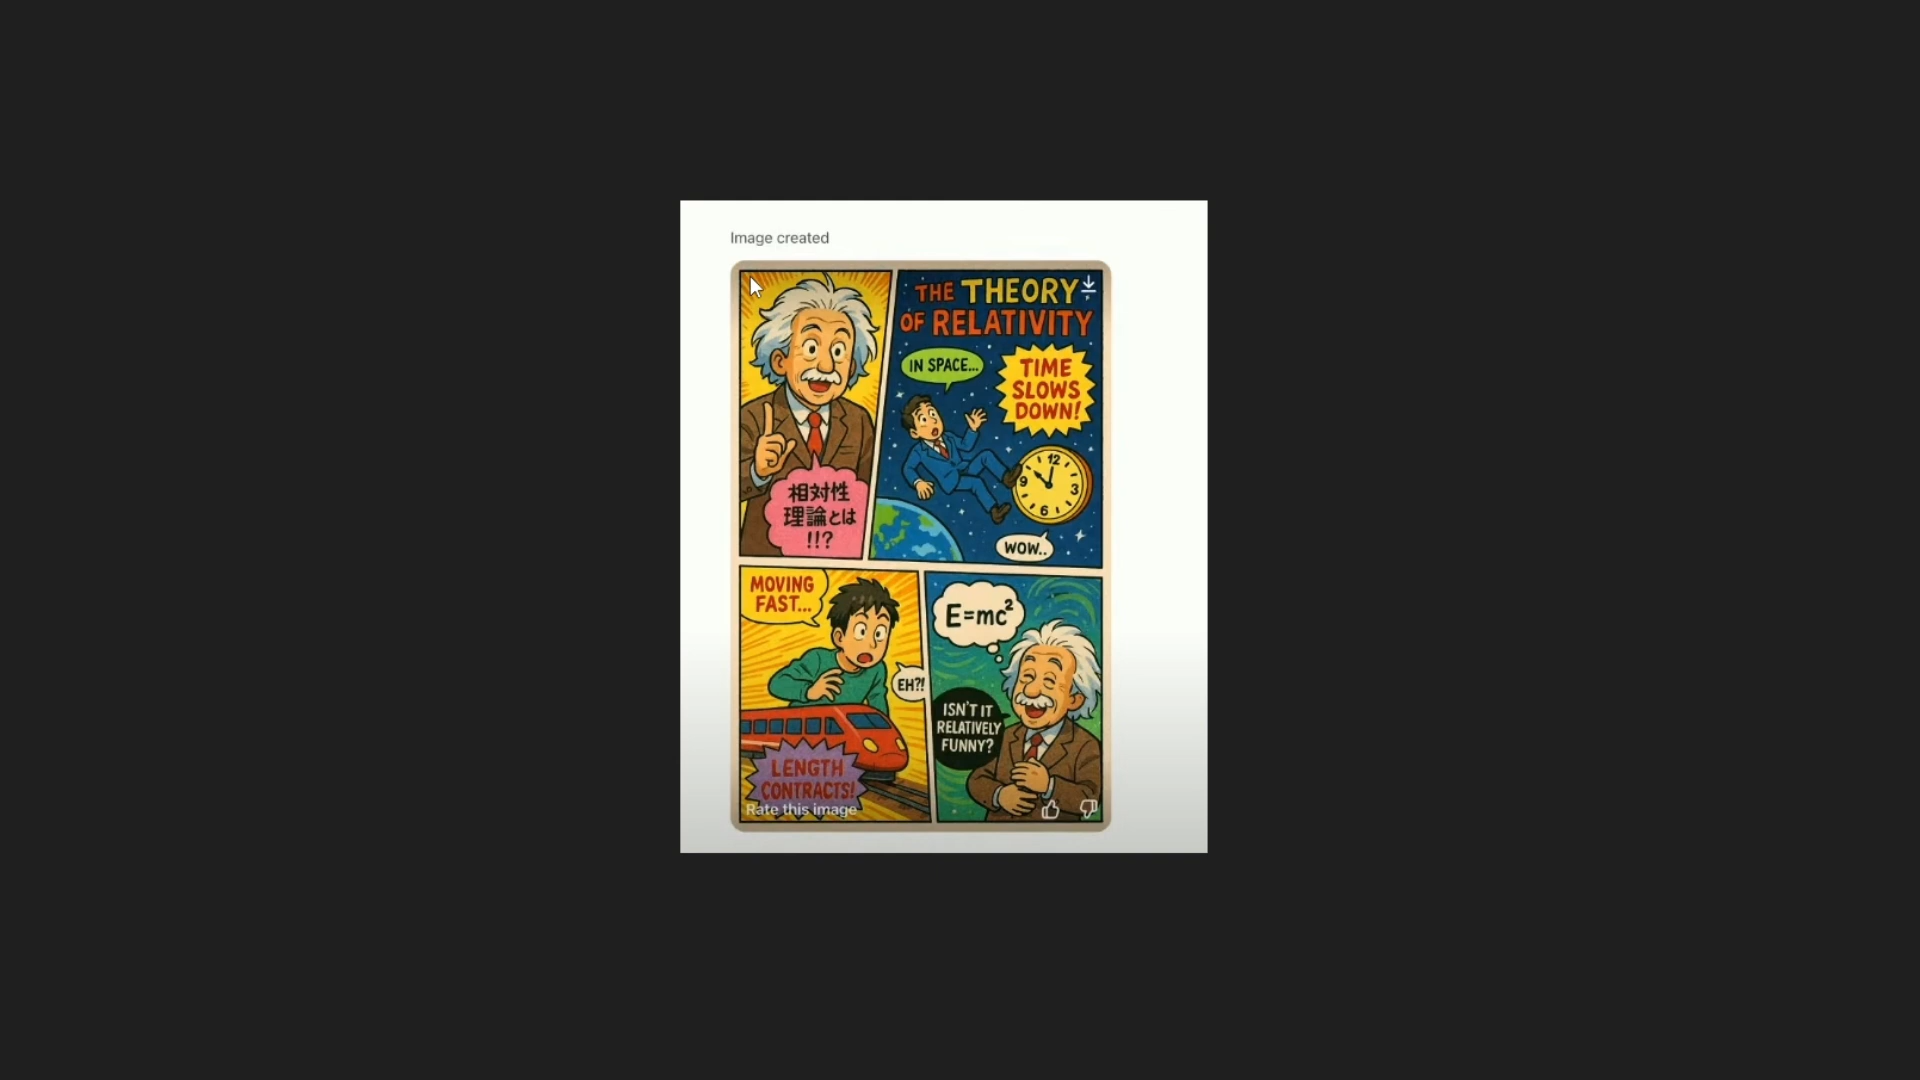 Image created
THE THEORY
OF RELATIVITY
IN SPACE...
TIME
SLOWS
DOWN!
相対性
理論とは
!!?
12
9
3
6
WOW..
MOVING
FAST...
EH?!
LENGTH
CONTRACTS!
E=mc²
ISN'T IT
RELATIVELY
FUNNY?
Rate this image